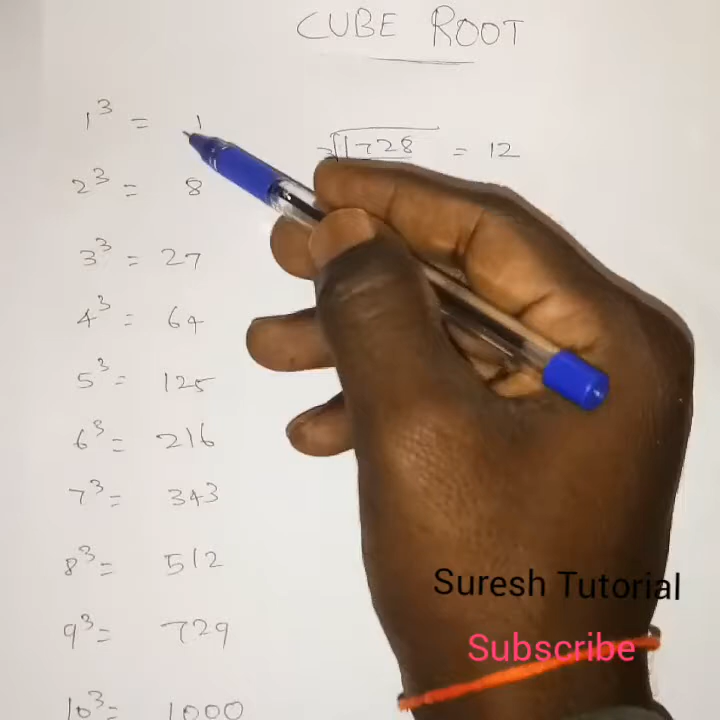 CUBE ROOT
1³ = 1
2³ = 8
3³ = 27
4³ = 64
5³ = 125
6³ = 216
7³ = 343
8³ = 512
9³ = 729
10³ = 1000
∛1728 = 12
Suresh Tutorial
Subscribe